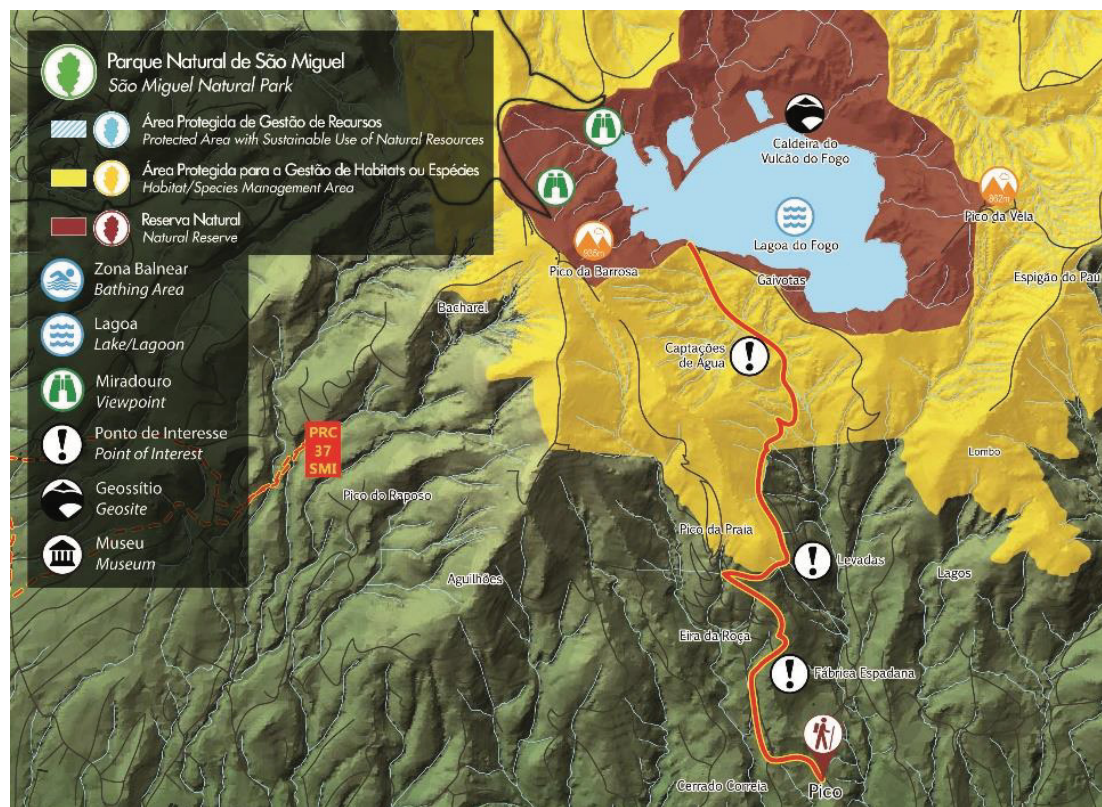 Parque Natural de São Miguel
São Miguel Natural Park
Área Protegida de Gestão de Recursos
Protected Area with Sustainable Use of Natural Resources
Área Protegida para a Gestão de Habitats ou Espécies
Habitat/Species Management Area
Reserva Natural
Natural Reserve
Zona Balnear
Bathing Area
Lagoa
Lake/Lagoon
Miradouro
Viewpoint
Ponto de Interesse
Point of Interest
Geossítio
Geosite
Museu
Museum
Caldeira do
Vulcão do Fogo
862m
Pico da Vela
Lagoa do Fogo
935m
Pico da Barrosa
Gaivotas
Espigão do Pau
Bacharel
Captações
de Água
PRC
37
SMI
Pico do Raposo
Lombo
Pico da Praia
Levadas
Aguilhões
Lagos
Eira da Roça
Fábrica Espadana
Cerrado Correia
Pico